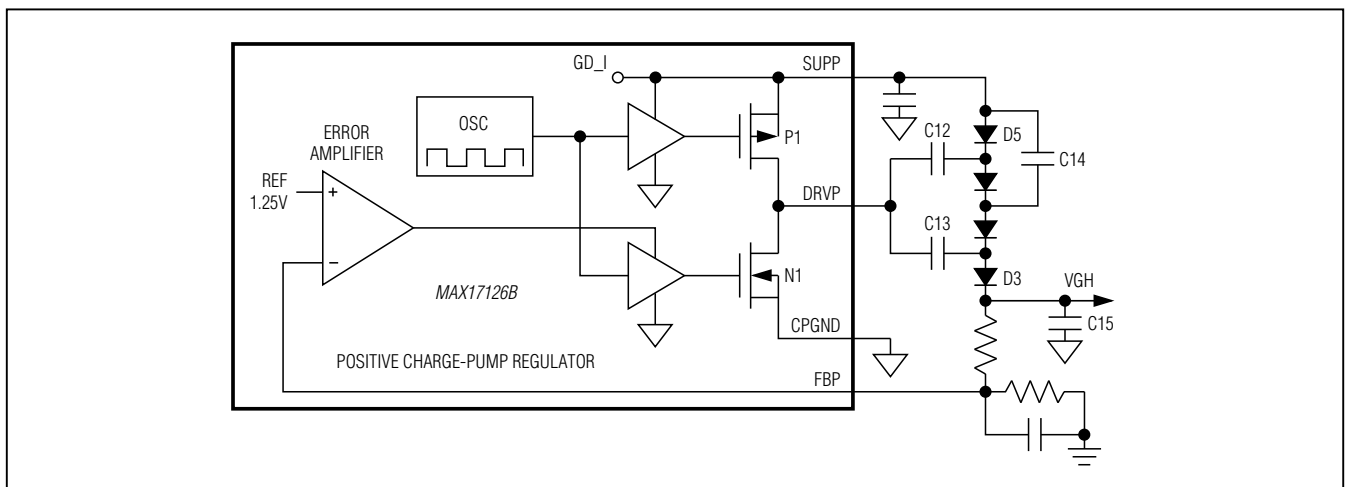 GD_I
SUPP
OSC
C12
D5
ERROR
AMPLIFIER
P1
C14
REF
1.25V
+
DRVP
C13
−
N1
D3
VGH
MAX17126B
C15
CPGND
POSITIVE CHARGE-PUMP REGULATOR
FBP